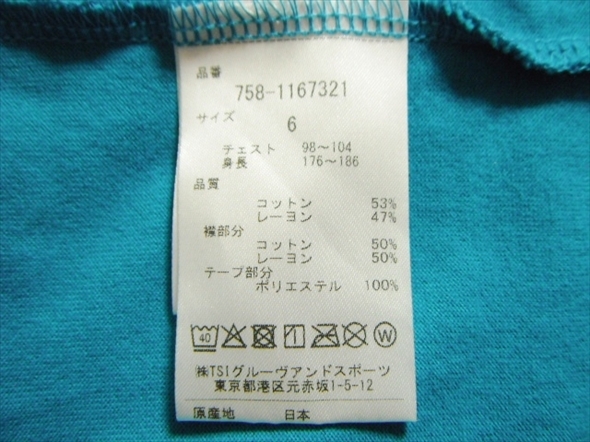 品番
758-1167321
サイズ
6
チェスト 98～104
身長 176～186
品質
コットン 53%
レーヨン 47%
襟部分
コットン 50%
レーヨン 50%
テープ部分
ポリエステル 100%
40 W
㈱TSIグルーヴアンドスポーツ
東京都港区元赤坂1-5-12
原産地 日本